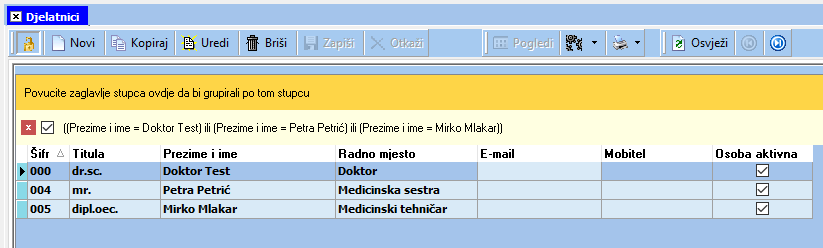 Djelatnici
Novi Kopiraj Uredi Briši Zapiši Otkaži Pogledi Osvježi
Povucite zaglavlje stupca ovdje da bi grupirali po tom stupcu
((Prezime i ime = Doktor Test) ili (Prezime i ime = Petra Petrić) ili (Prezime i ime = Mirko Mlakar))
Šifr Titula Prezime i ime Radno mjesto E-mail Mobitel Osoba aktivna
000 dr.sc. Doktor Test Doktor
004 mr. Petra Petrić Medicinska sestra
005 dipl.oec. Mirko Mlakar Medicinski tehničar